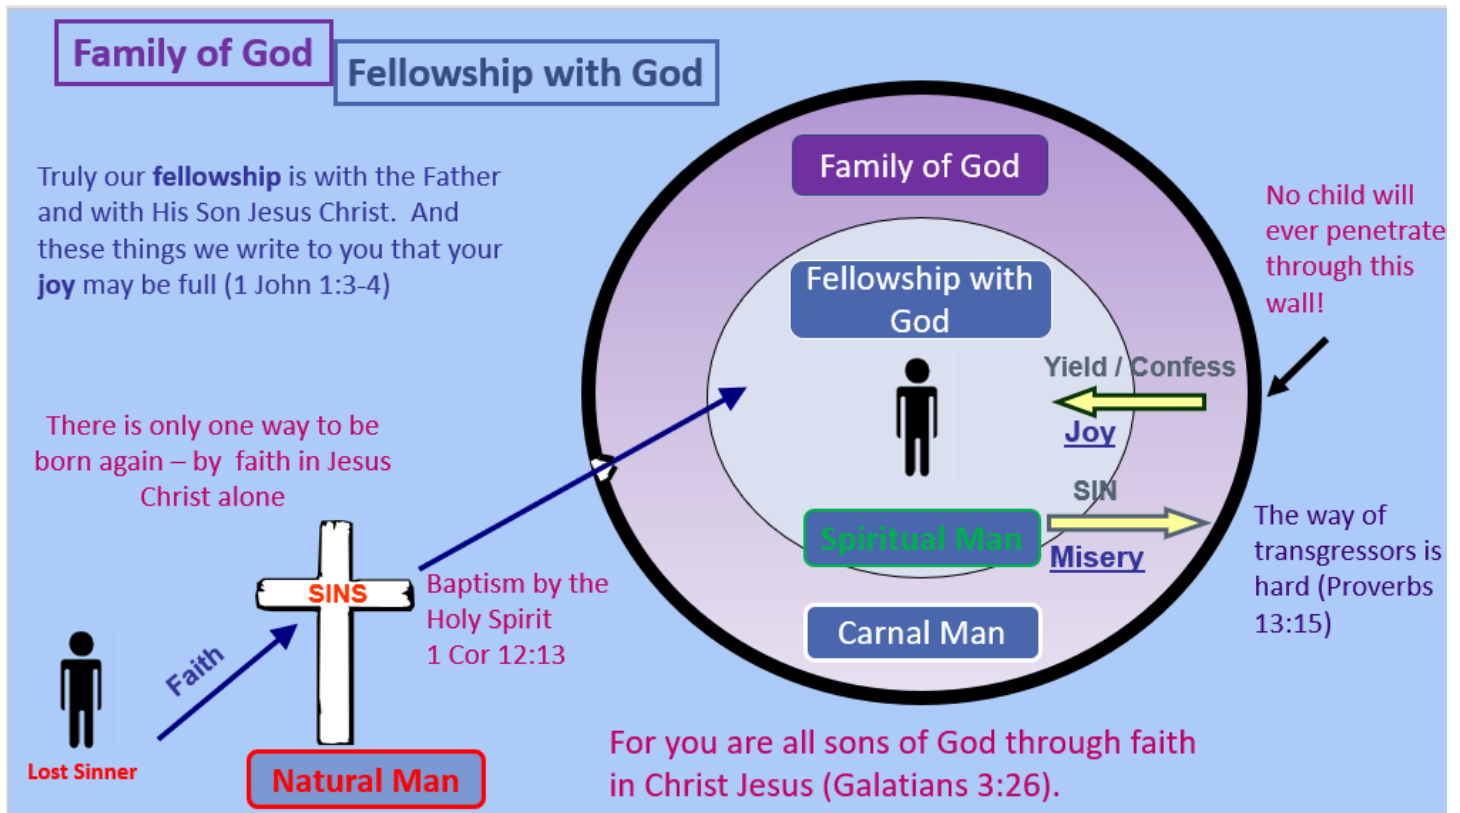 Family of God
Fellowship with God
Truly our fellowship is with the Father
and with His Son Jesus Christ.  And
these things we write to you that your
joy may be full (1 John 1:3-4)
There is only one way to be
born again – by  faith in Jesus
Christ alone
SINS
Faith
Lost Sinner
Natural Man
Baptism by the
Holy Spirit
1 Cor 12:13
Family of God
Fellowship with
God
Yield / Confess
Joy
SIN
Misery
Spiritual Man
Carnal Man
No child will
ever penetrate
through this
wall!
The way of
transgressors is
hard (Proverbs
13:15)
For you are all sons of God through faith
in Christ Jesus (Galatians 3:26).